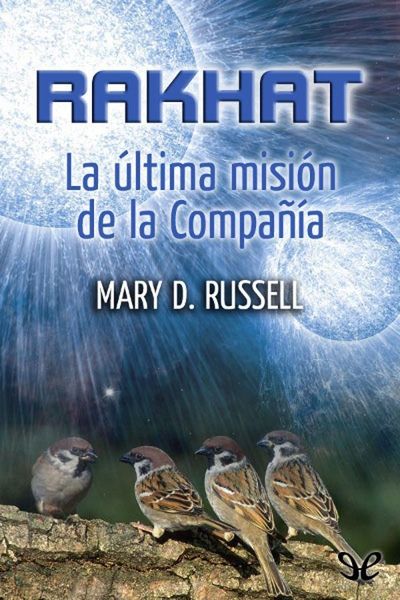 RAKHAT
La última misión
de la Compañía
MARY D. RUSSELL